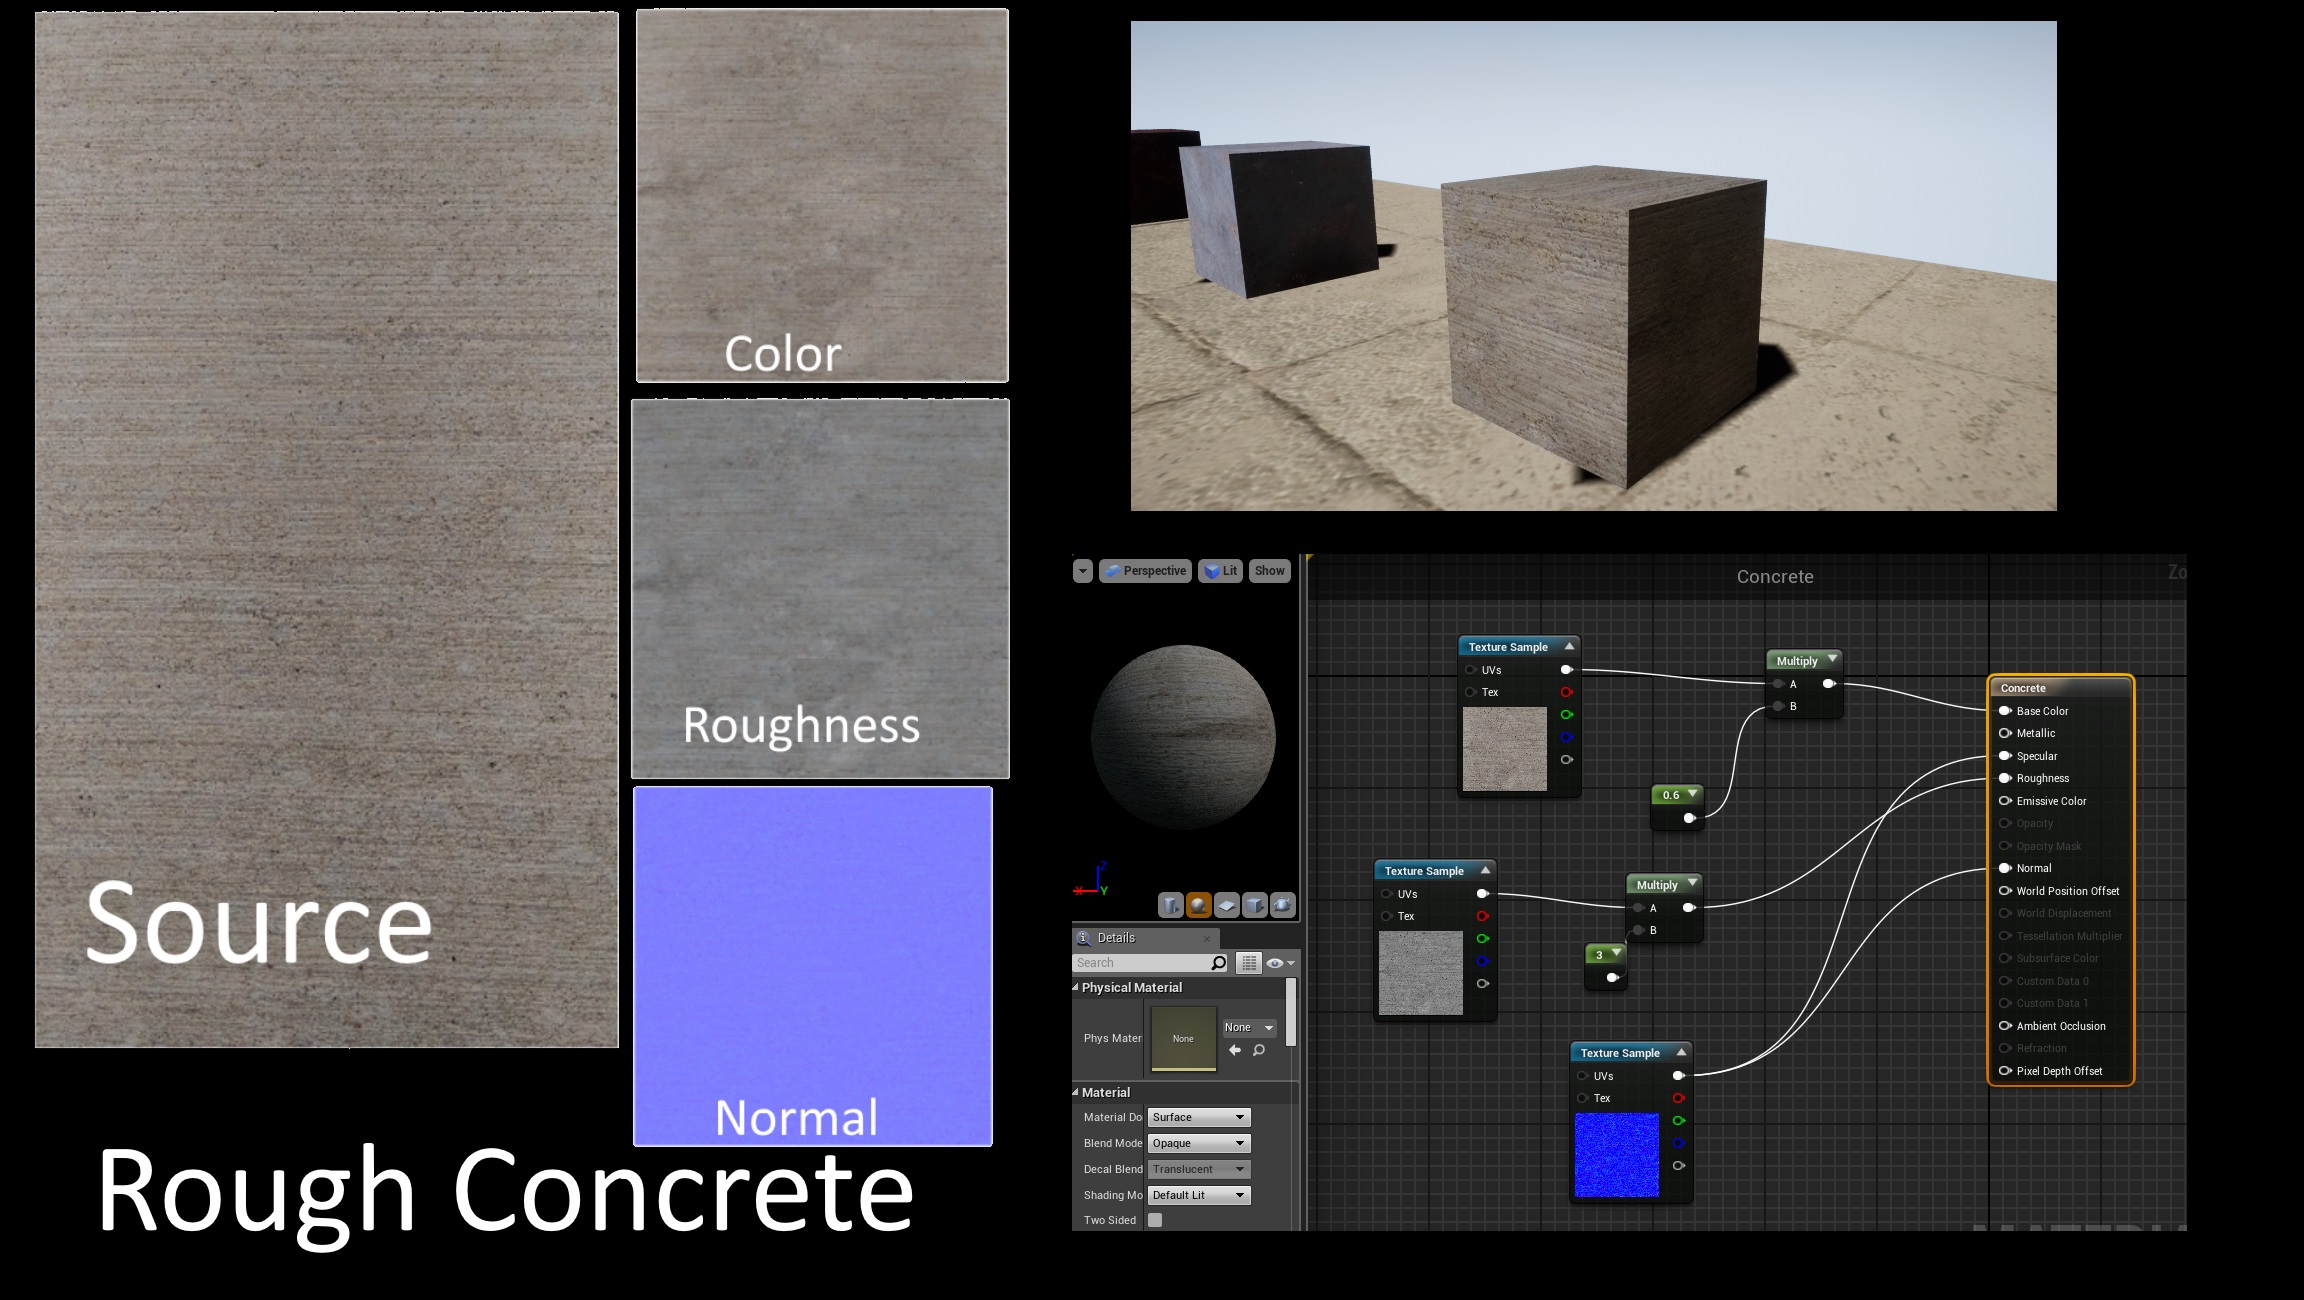 Source
Color
Roughness
Normal
Rough Concrete
Perspective
Lit
Show
Concrete
Zo
Texture Sample
UVs
Tex
Multiply
A
B
0.6
Texture Sample
UVs
Tex
Multiply
A
B
3
Texture Sample
UVs
Tex
Concrete
Base Color
Metallic
Specular
Roughness
Emissive Color
Opacity
Opacity Mask
Normal
World Position Offset
World Displacement
Tessellation Multiplier
Subsurface Color
Custom Data 0
Custom Data 1
Ambient Occlusion
Refraction
Pixel Depth Offset
Z
X
Y
Details
Search
Physical Material
Phys Mater
None
None
Material
Material Do
Surface
Blend Mode
Opaque
Decal Blend
Translucent
Shading Mo
Default Lit
Two Sided